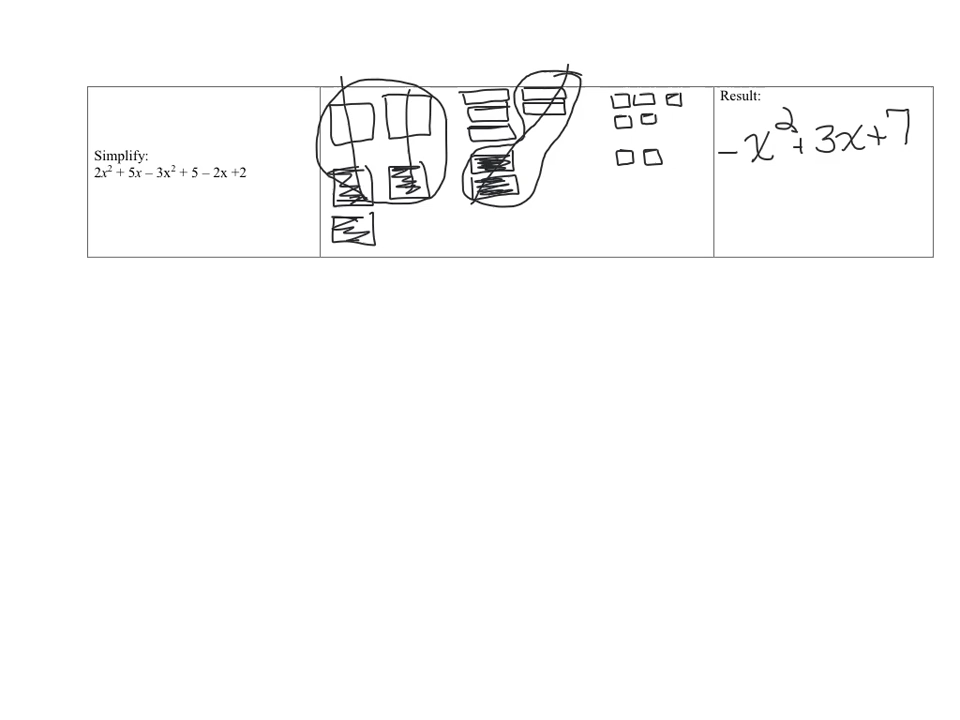 Simplify:
2x² + 5x – 3x² + 5 – 2x +2
Result:
-x² + 3x + 7